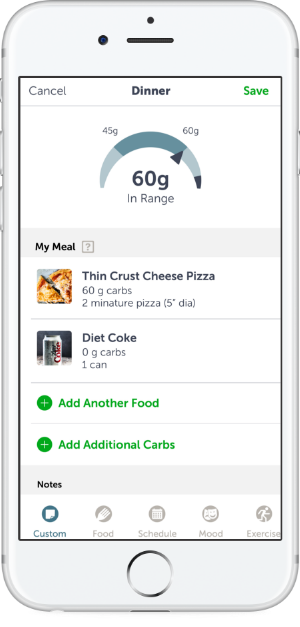 Cancel Dinner Save
45g 60g
60g
In Range
My Meal ?
Thin Crust Cheese Pizza
60 g carbs
2 minature pizza (5" dia)
Diet Coke
0 g carbs
1 can
Coke
+ Add Another Food
+ Add Additional Carbs
Notes
Custom Food Schedule Mood Exercise